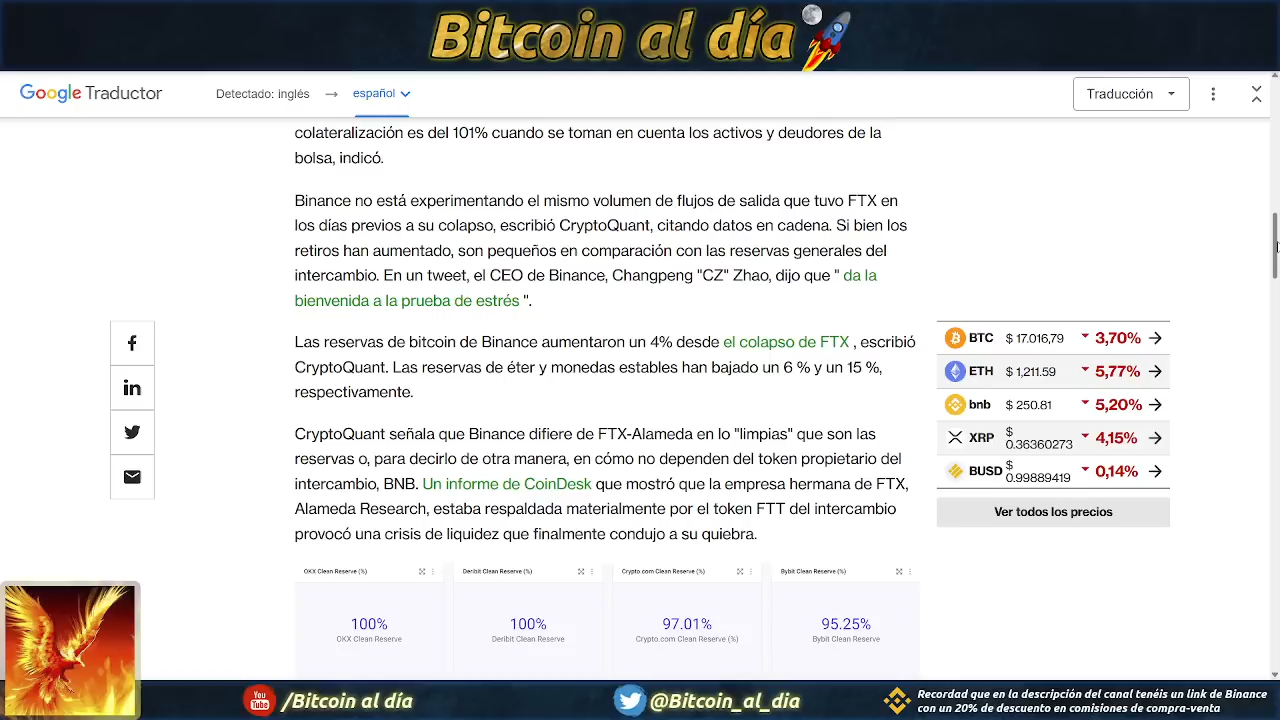 Bitcoin al día
Google Traductor
Detectado: inglés → español
Traducción
colateralización es del 101% cuando se toman en cuenta los activos y deudores de la
bolsa, indicó.
Binance no está experimentando el mismo volumen de flujos de salida que tuvo FTX en
los días previos a su colapso, escribió CryptoQuant, citando datos en cadena. Si bien los
retiros han aumentado, son pequeños en comparación con las reservas generales del
intercambio. En un tweet, el CEO de Binance, Changpeng "CZ" Zhao, dijo que " da la
bienvenida a la prueba de estrés ".
Las reservas de bitcoin de Binance aumentaron un 4% desde el colapso de FTX , escribió
CryptoQuant. Las reservas de éter y monedas estables han bajado un 6 % y un 15 %,
respectivamente.
CryptoQuant señala que Binance difiere de FTX-Alameda en lo "limpias" que son las
reservas o, para decirlo de otra manera, en cómo no dependen del token propietario del
intercambio, BNB. Un informe de CoinDesk que mostró que la empresa hermana de FTX,
Alameda Research, estaba respaldada materialmente por el token FTT del intercambio
provocó una crisis de liquidez que finalmente condujo a su quiebra.
BTC $ 17.016,79 3,70% →
ETH $ 1,211.59 5,77% →
bnb $ 250.81 5,20% →
XRP $ 0.36360273 4,15% →
BUSD $ 0.99889419 0,14% →
Ver todos los precios
OKX Clean Reserve (%)
100%
OKX Clean Reserve
Deribit Clean Reserve (%)
100%
Deribit Clean Reserve
Crypto.com Clean Reserve (%)
97.01%
Crypto.com Clean Reserve (%)
Bybit Clean Reserve (%)
95.25%
Bybit Clean Reserve
You Tube /Bitcoin al día
@Bitcoin_al_dia
Recordad que en la descripción del canal tenéis un link de Binance
con un 20% de descuento en comisiones de compra-venta